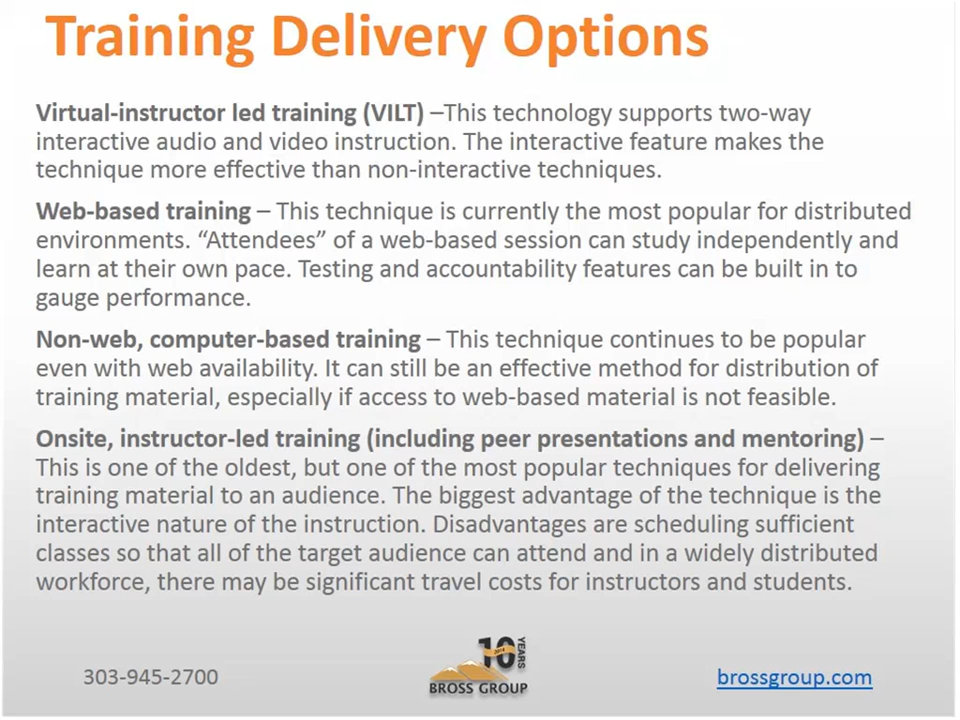 Training Delivery Options
Virtual-instructor led training (VILT) –This technology supports two-way
interactive audio and video instruction. The interactive feature makes the
technique more effective than non-interactive techniques.
Web-based training – This technique is currently the most popular for distributed
environments. “Attendees” of a web-based session can study independently and
learn at their own pace. Testing and accountability features can be built in to
gauge performance.
Non-web, computer-based training – This technique continues to be popular
even with web availability. It can still be an effective method for distribution of
training material, especially if access to web-based material is not feasible.
Onsite, instructor-led training (including peer presentations and mentoring) –
This is one of the oldest, but one of the most popular techniques for delivering
training material to an audience. The biggest advantage of the technique is the
interactive nature of the instruction. Disadvantages are scheduling sufficient
classes so that all of the target audience can attend and in a widely distributed
workforce, there may be significant travel costs for instructors and students.
303-945-2700
10 YEARS
BROSS GROUP
brossgroup.com